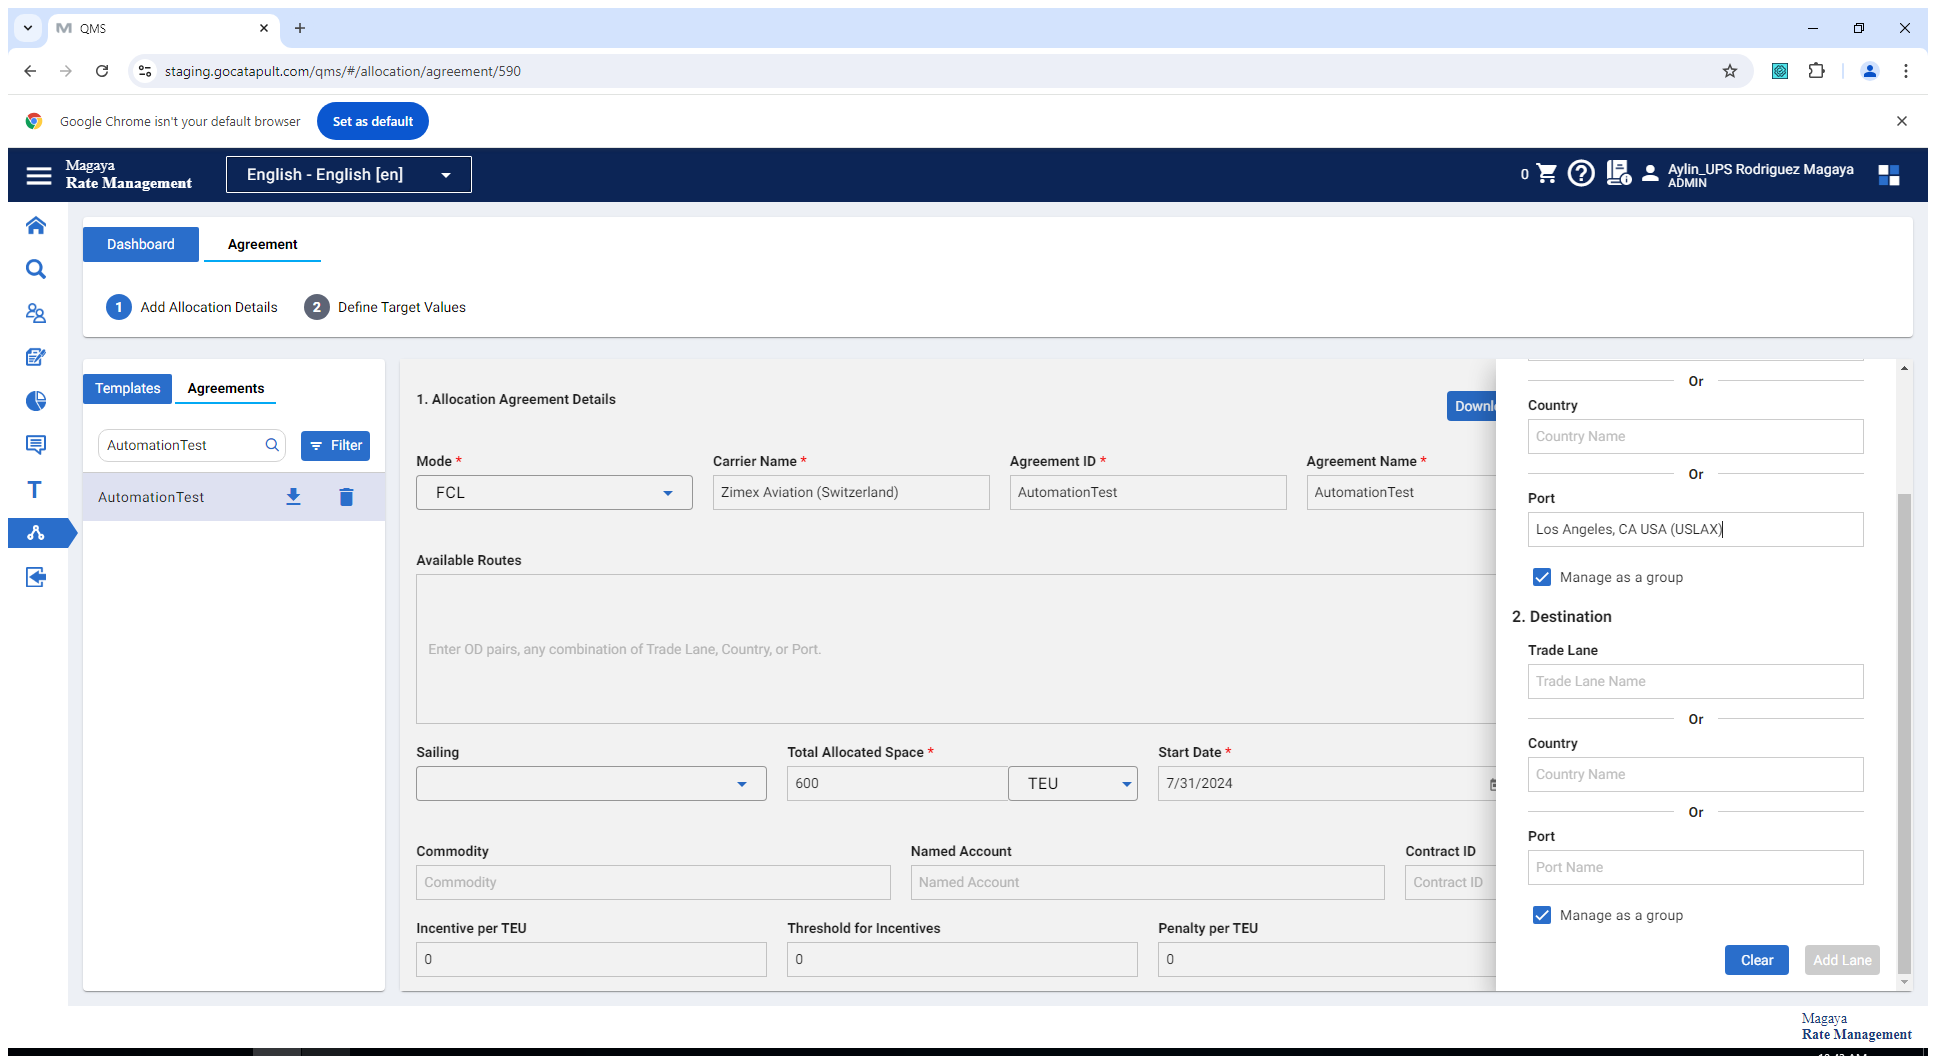 QMS
staging.gocatapult.com/qms/#/allocation/agreement/590
Google Chrome isn't your default browser
Set as default
Magaya
Rate Management
English - English [en]
0
Aylin_UPS Rodriguez Magaya
ADMIN
Dashboard
Agreement
1 Add Allocation Details
2 Define Target Values
Templates
Agreements
AutomationTest
Filter
AutomationTest
T
1. Allocation Agreement Details
Mode *
Carrier Name *
Agreement ID *
Agreement Name *
FCL
Zimex Aviation (Switzerland)
AutomationTest
AutomationTest
Available Routes
Enter OD pairs, any combination of Trade Lane, Country, or Port.
Sailing
Total Allocated Space *
Start Date *
600
TEU
7/31/2024
Commodity
Named Account
Contract ID
Commodity
Named Account
Contract ID
Incentive per TEU
Threshold for Incentives
Penalty per TEU
0
0
0
Or
Country
Country Name
Or
Port
Los Angeles, CA USA (USLAX)
Manage as a group
2. Destination
Trade Lane
Trade Lane Name
Or
Country
Country Name
Or
Port
Port Name
Manage as a group
Clear
Add Lane
Magaya
Rate Management